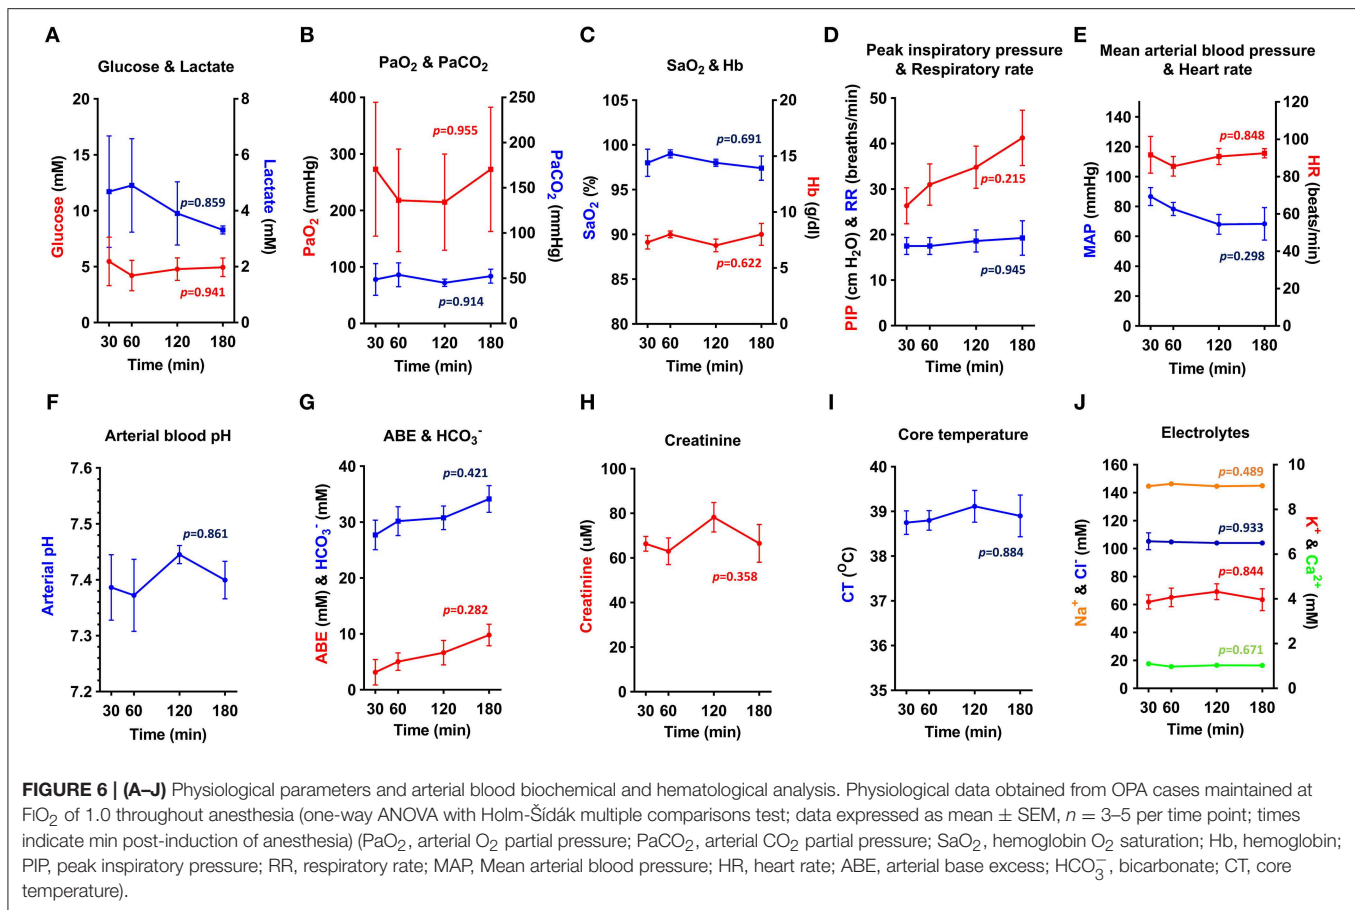 A
Glucose & Lactate
20
15
10
5
0
8
6
4
2
0
Glucose (mM)
Lactate (mM)
p=0.859
p=0.941
30 60 120 180
Time (min)
B
PaO2 & PaCO2
400
300
200
100
0
250
200
150
100
50
0
PaO2 (mmHg)
PaCO2 (mmHg)
p=0.955
p=0.914
30 60 120 180
Time (min)
C
SaO2 & Hb
105
100
95
90
85
80
20
15
10
5
0
SaO2 (%)
Hb (g/dl)
p=0.691
p=0.622
30 60 120 180
Time (min)
D
Peak inspiratory pressure
& Respiratory rate
50
40
30
20
10
0
PIP (cm H2O) & RR (breaths/min)
p=0.215
p=0.945
30 60 120 180
Time (min)
E
Mean arterial blood pressure
& Heart rate
160
140
120
100
80
60
40
20
0
120
100
80
60
40
20
0
MAP (mmHg)
HR (beats/min)
p=0.848
p=0.298
30 60 120 180
Time (min)
F
Arterial blood pH
7.6
7.5
7.4
7.3
7.2
Arterial pH
p=0.861
30 60 120 180
Time (min)
G
ABE & HCO3-
40
30
20
10
0
ABE (mM) & HCO3- (mM)
p=0.421
p=0.282
30 60 120 180
Time (min)
H
Creatinine
100
80
60
40
20
0
Creatinine (uM)
p=0.358
30 60 120 180
Time (min)
I
Core temperature
40
39
38
37
36
35
CT (OC)
p=0.884
30 60 120 180
Time (min)
J
Electrolytes
160
140
120
100
80
60
40
20
0
10
8
6
4
2
0
Na+ & Cl- (mM)
K+ & Ca2+ (mM)
p=0.489
p=0.933
p=0.844
p=0.671
30 60 120 180
Time (min)
FIGURE 6 | (A–J) Physiological parameters and arterial blood biochemical and hematological analysis. Physiological data obtained from OPA cases maintained at
FiO2 of 1.0 throughout anesthesia (one-way ANOVA with Holm-Šídák multiple comparisons test; data expressed as mean ± SEM, n = 3–5 per time point; times
indicate min post-induction of anesthesia) (PaO2, arterial O2 partial pressure; PaCO2, arterial CO2 partial pressure; SaO2, hemoglobin O2 saturation; Hb, hemoglobin;
PIP, peak inspiratory pressure; RR, respiratory rate; MAP, Mean arterial blood pressure; HR, heart rate; ABE, arterial base excess; HCO3−, bicarbonate; CT, core
temperature).